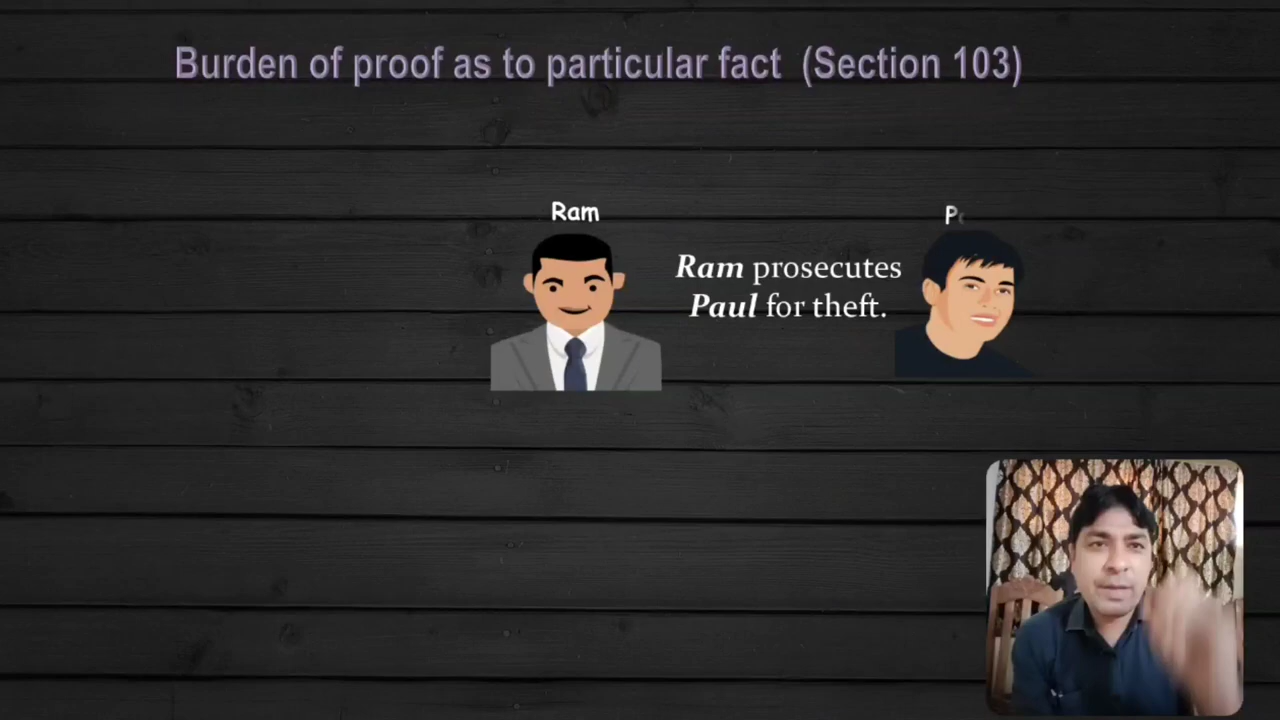 Burden of proof as to particular fact (Section 103)
Ram
Ram prosecutes
Paul for theft.